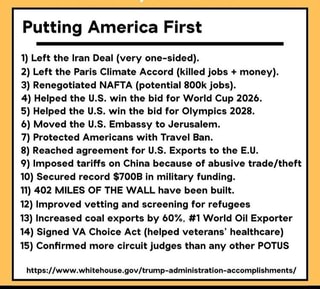 Putting America First
1) Left the Iran Deal (very one-sided).
2) Left the Paris Climate Accord (killed jobs + money).
3) Renegotiated NAFTA (potential 800k jobs).
4) Helped the U.S. win the bid for World Cup 2026.
5) Helped the U.S. win the bid for Olympics 2028.
6) Moved the U.S. Embassy to Jerusalem.
7) Protected Americans with Travel Ban.
8) Reached agreement for U.S. Exports to the E.U.
9) Imposed tariffs on China because of abusive trade/theft
10) Secured record $700B in military funding.
11) 402 MILES OF THE WALL have been built.
12) Improved vetting and screening for refugees
13) Increased coal exports by 60%, #1 World Oil Exporter
14) Signed VA Choice Act (helped veterans' healthcare)
15) Confirmed more circuit judges than any other POTUS
https://www.whitehouse.gov/trump-administration-accomplishments/